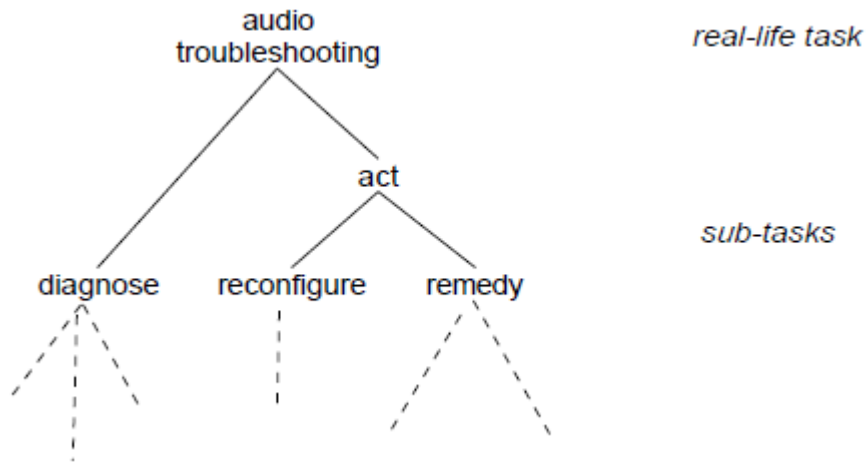 audio
troubleshooting
real-life task
act
sub-tasks
diagnose
reconfigure
remedy